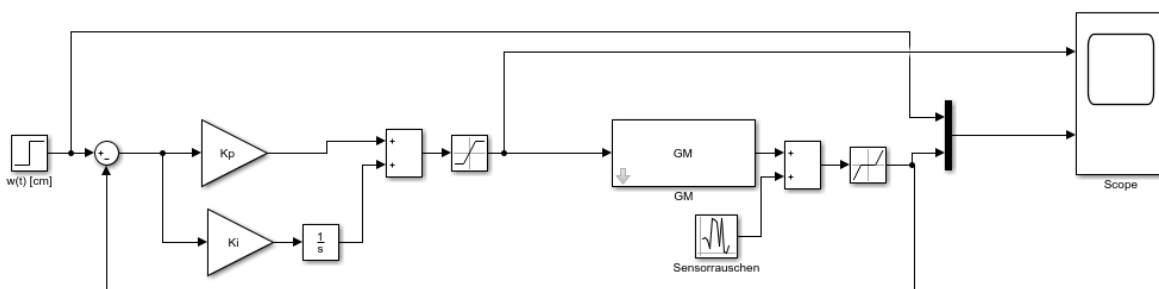 w(t) [cm]
+
−
Kp
Ki
1
s
+
+
GM
GM
+
+
Sensorrauschen
Scope